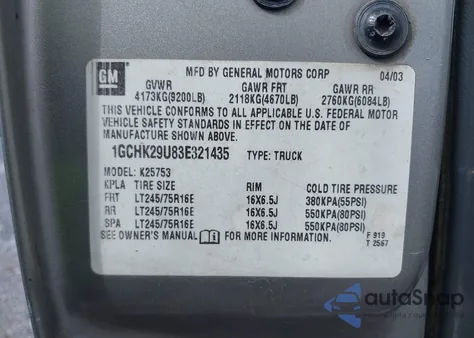 GM
MFD BY GENERAL MOTORS CORP 04/03
GVWR GAWR FRT GAWR RR
4173KG(9200LB) 2118KG(4670LB) 2760KG(6084LB)
THIS VEHICLE CONFORMS TO ALL APPLICABLE U.S. FEDERAL MOTOR
VEHICLE SAFETY STANDARDS IN EFFECT ON THE DATE OF
MANUFACTURE SHOWN ABOVE.
1GCHK29U83E321435 TYPE: TRUCK
MODEL: K25753
KPLA TIRE SIZE RIM COLD TIRE PRESSURE
FRT LT245/75R16E 16X6.5J 380KPA(55PSI)
RR LT245/75R16E 16X6.5J 550KPA(80PSI)
SPA LT245/75R16E 16X6.5J 550KPA(80PSI)
SEE OWNER'S MANUAL FOR MORE INFORMATION.
F 919
T 2567
autoSnap